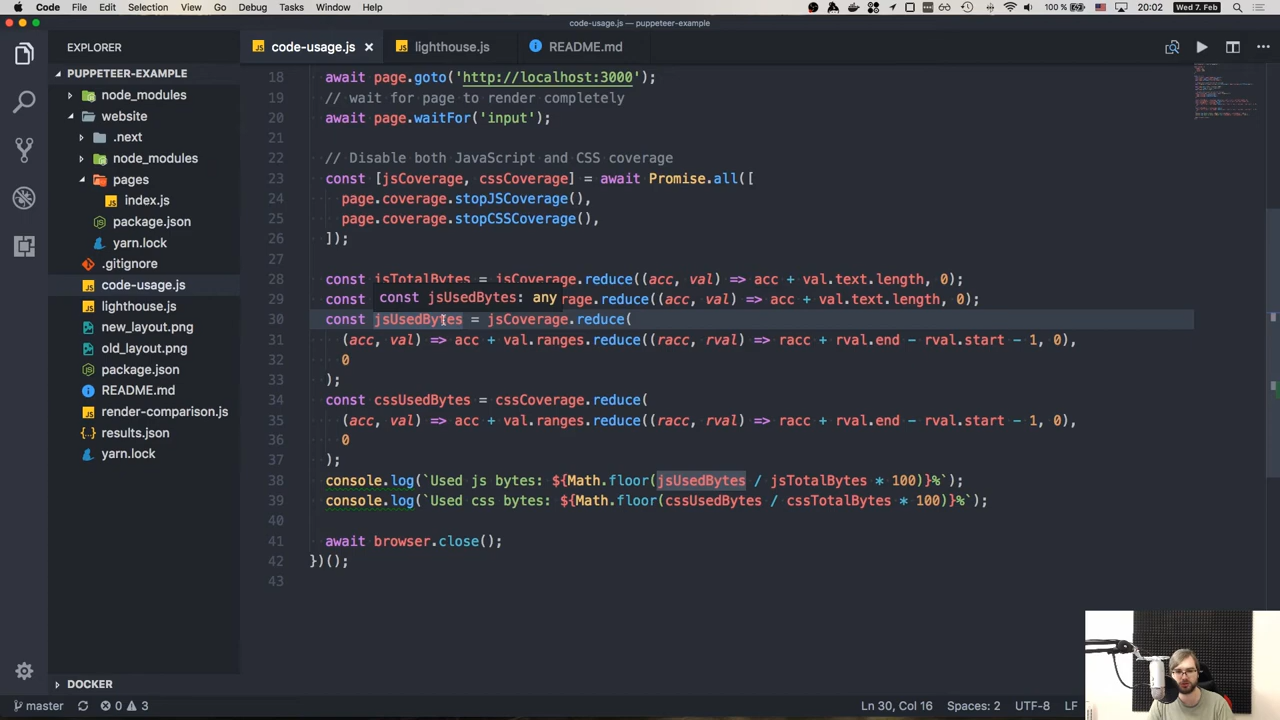 Code File Edit Selection View Go Debug Tasks Window Help 100 % 20:02 Wed 7. Feb
code-usage.js — puppeteer-example
EXPLORER
code-usage.js
lighthouse.js
README.md
PUPPETEER-EXAMPLE
node_modules
website
.next
node_modules
pages
index.js
package.json
yarn.lock
.gitignore
code-usage.js
lighthouse.js
new_layout.png
old_layout.png
package.json
README.md
render-comparison.js
results.json
yarn.lock
DOCKER
18 await page.goto('http://localhost:3000');
19 // wait for page to render completely
20 await page.waitFor('input');
21
22 // Disable both JavaScript and CSS coverage
23 const [jsCoverage, cssCoverage] = await Promise.all([
24 page.coverage.stopJSCoverage(),
25 page.coverage.stopCSSCoverage(),
26 ]);
27
28 const jsTotalBytes = jsCoverage.reduce((acc, val) => acc + val.text.length, 0);
const jsUsedBytes: any
29 const rage.reduce((acc, val) => acc + val.text.length, 0);
30 const jsUsedBytes = jsCoverage.reduce(
31 (acc, val) => acc + val.ranges.reduce((racc, rval) => racc + rval.end - rval.start - 1, 0),
32 0
33 );
34 const cssUsedBytes = cssCoverage.reduce(
35 (acc, val) => acc + val.ranges.reduce((racc, rval) => racc + rval.end - rval.start - 1, 0),
36 0
37 );
38 console.log(`Used js bytes: ${Math.floor(jsUsedBytes / jsTotalBytes * 100)}%`);
39 console.log(`Used css bytes: ${Math.floor(cssUsedBytes / cssTotalBytes * 100)}%`);
40
41 await browser.close();
42 })();
43
master 0 3 Ln 30, Col 16 Spaces: 2 UTF-8 LF